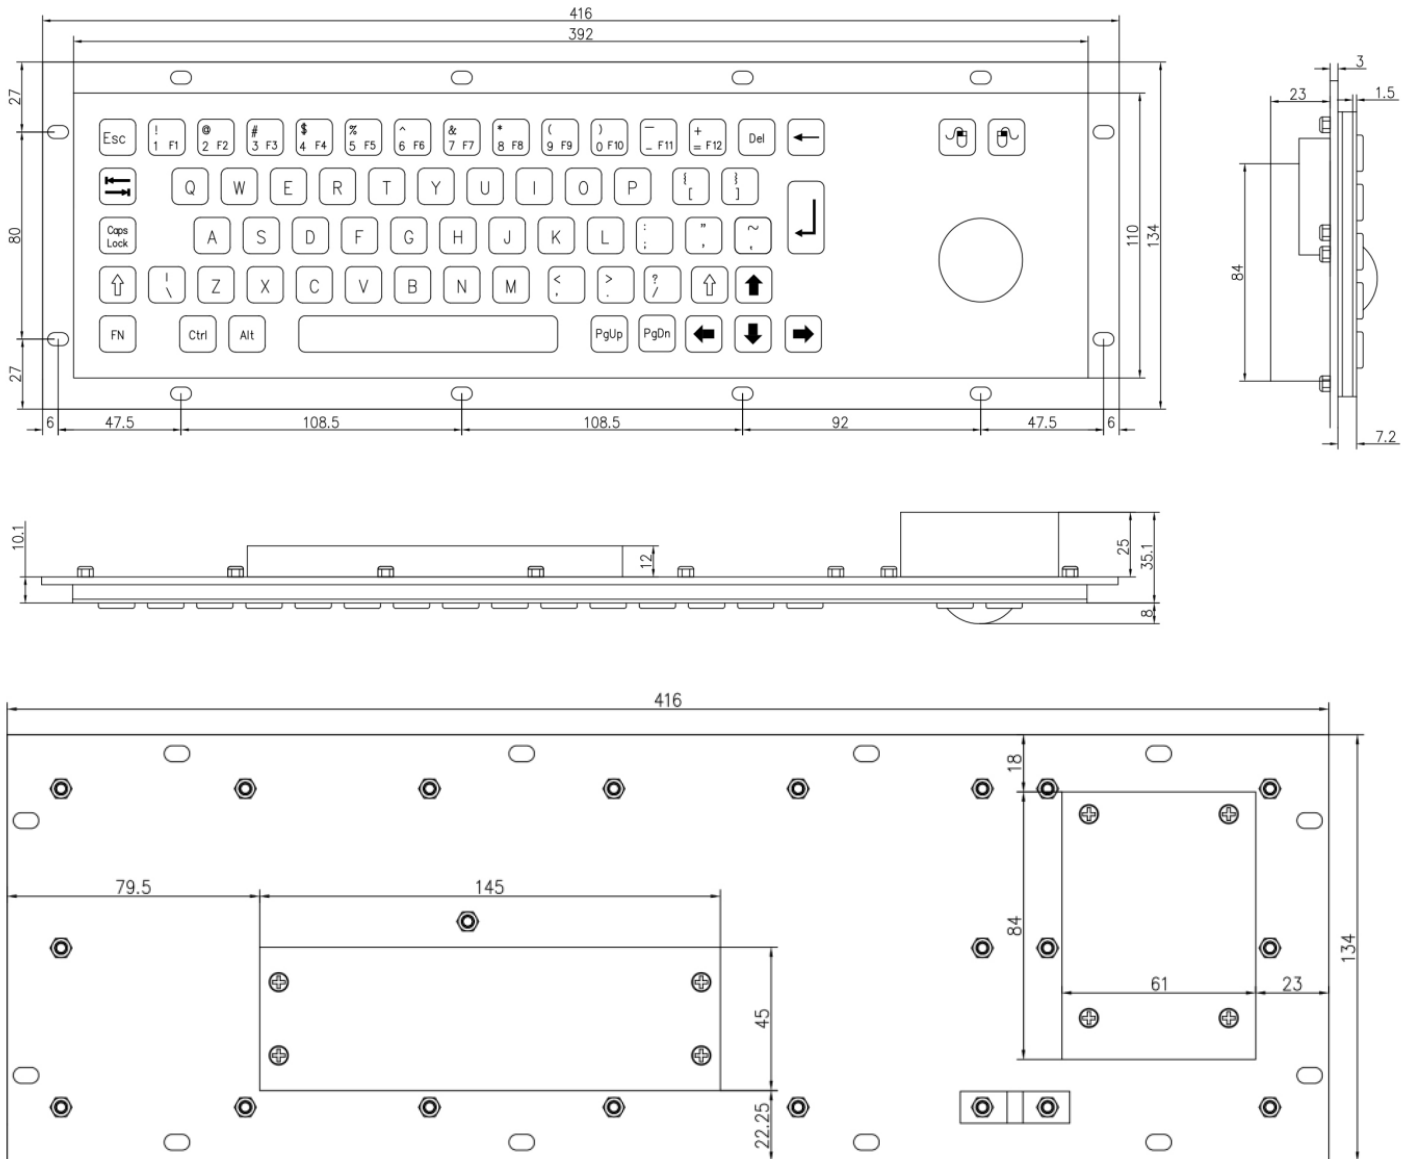 416
392
3
23
1.5
27
80
27
Esc
! 1 F1
@ 2 F2
# 3 F3
$ 4 F4
% 5 F5
^ 6 F6
& 7 F7
* 8 F8
( 9 F9
) 0 F10
— _ F11
+ = F12
Del
Q W E R T Y U I O P { [ } ]
Caps Lock
A S D F G H J K L : ; " , ~ ‘
| \ Z X C V B N M < , > . ? /
FN Ctrl Alt PgUp PgDn
110
134
84
6 47.5 108.5 108.5 92 47.5 6
7.2
10.1
12
25
35.1
8
416
18
79.5
145
84
134
61
23
45
22.25